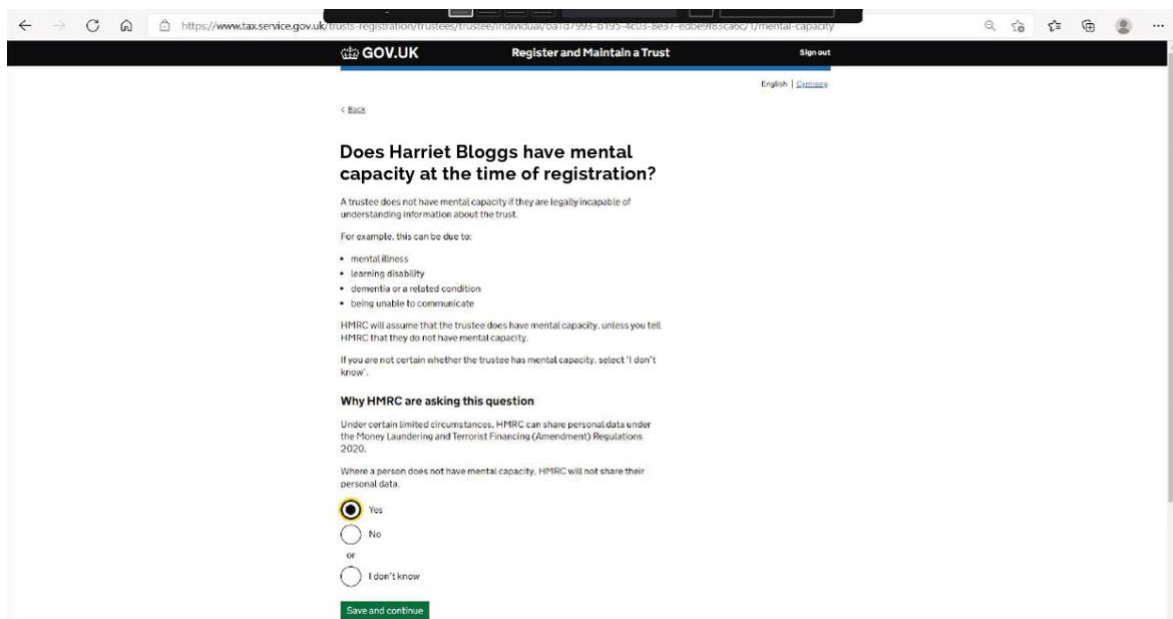 https://www.tax.service.gov.uk/trusts-registration/trustees/trustee/individual/ /1/mental-capacity
GOV.UK Register and Maintain a Trust Sign out
English | Cymraeg
< Back
Does Harriet Bloggs have mental
capacity at the time of registration?
A trustee does not have mental capacity if they are legally incapable of
understanding information about the trust.
For example, this can be due to:
• mental illness
• learning disability
• dementia or a related condition
• being unable to communicate
HMRC will assume that the trustee does have mental capacity, unless you tell
HMRC that they do not have mental capacity.
If you are not certain whether the trustee has mental capacity, select 'I don't
know'.
Why HMRC are asking this question
Under certain limited circumstances, HMRC can share personal data under
the Money Laundering and Terrorist Financing (Amendment) Regulations
2020.
Where a person does not have mental capacity, HMRC will not share their
personal data.
Yes
No
or
I don't know
Save and continue